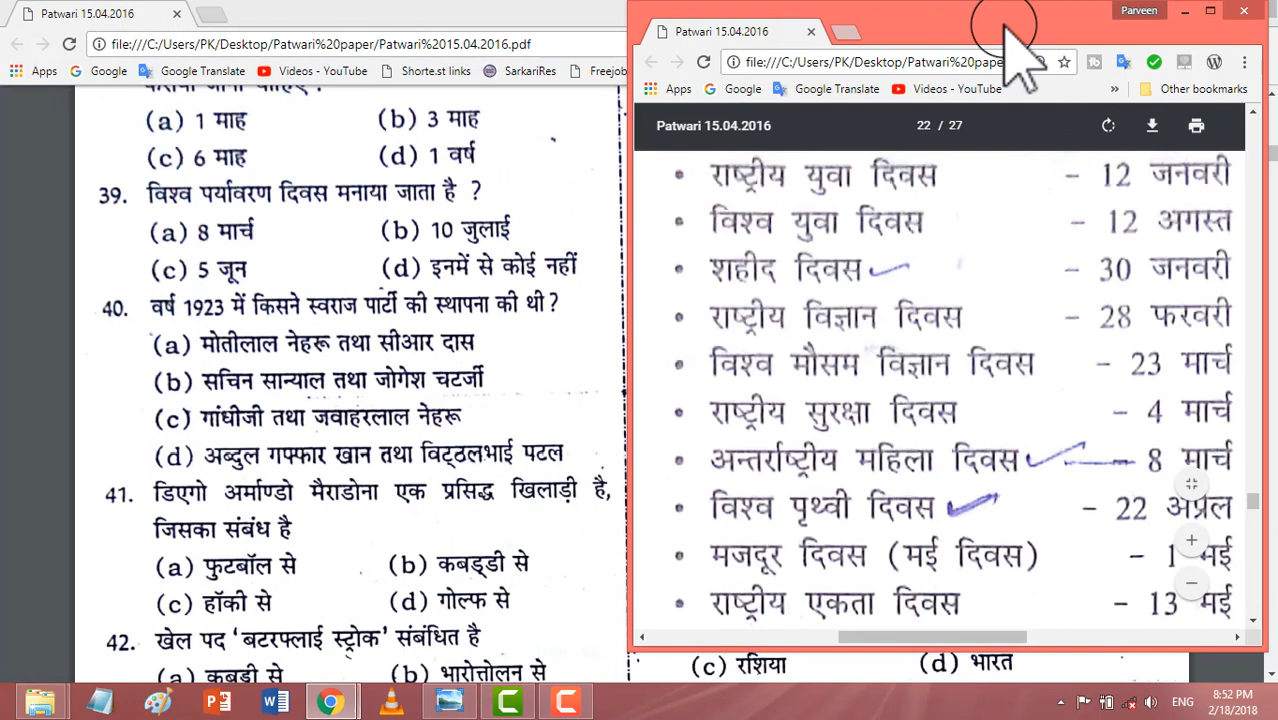 Patwari 15.04.2016
file:///C:/Users/PK/Desktop/Patwari%20paper/Patwari%2015.04.2016.pdf
Apps
Google
Google Translate
Videos - YouTube
Shorte.st links
SarkariRes
Freejob
(a) 1 माह
(b) 3 माह
(c) 6 माह
(d) 1 वर्ष
39. विश्व पर्यावरण दिवस मनाया जाता है ?
(a) 8 मार्च
(b) 10 जुलाई
(c) 5 जून
(d) इनमें से कोई नहीं
40. वर्ष 1923 में किसने स्वराज पार्टी की स्थापना की थी ?
(a) मोतीलाल नेहरू तथा सीआर दास
(b) सचिन सान्याल तथा जोगेश चटर्जी
(c) गांधीजी तथा जवाहरलाल नेहरू
(d) अब्दुल गफ्फार खान तथा विट्ठलभाई पटल
41. डिएगो अर्माण्डो मैराडोना एक प्रसिद्ध खिलाड़ी है,
जिसका संबंध है
(a) फुटबॉल से
(b) कबड्डी से
(c) हॉकी से
(d) गोल्फ से
42. खेल पद 'बटरफ्लाई स्ट्रोक' संबंधित है
(a) कबड्डी से
(b) भारोत्तोलन से
Parveen
Patwari 15.04.2016
file:///C:/Users/PK/Desktop/Patwari%20pape
Apps
Google
Google Translate
Videos - YouTube
»
Other bookmarks
Patwari 15.04.2016
22 / 27
• राष्ट्रीय युवा दिवस - 12 जनवरी
• विश्व युवा दिवस - 12 अगस्त
• शहीद दिवस - 30 जनवरी
• राष्ट्रीय विज्ञान दिवस - 28 फरवरी
• विश्व मौसम विज्ञान दिवस - 23 मार्च
• राष्ट्रीय सुरक्षा दिवस - 4 मार्च
• अन्तर्राष्ट्रीय महिला दिवस - 8 मार्च
• विश्व पृथ्वी दिवस - 22 अप्रैल
• मजदूर दिवस (मई दिवस) - 1 मई
• राष्ट्रीय एकता दिवस - 13 मई
(c) रशिया
(d) भारत
ENG
8:52 PM
2/18/2018